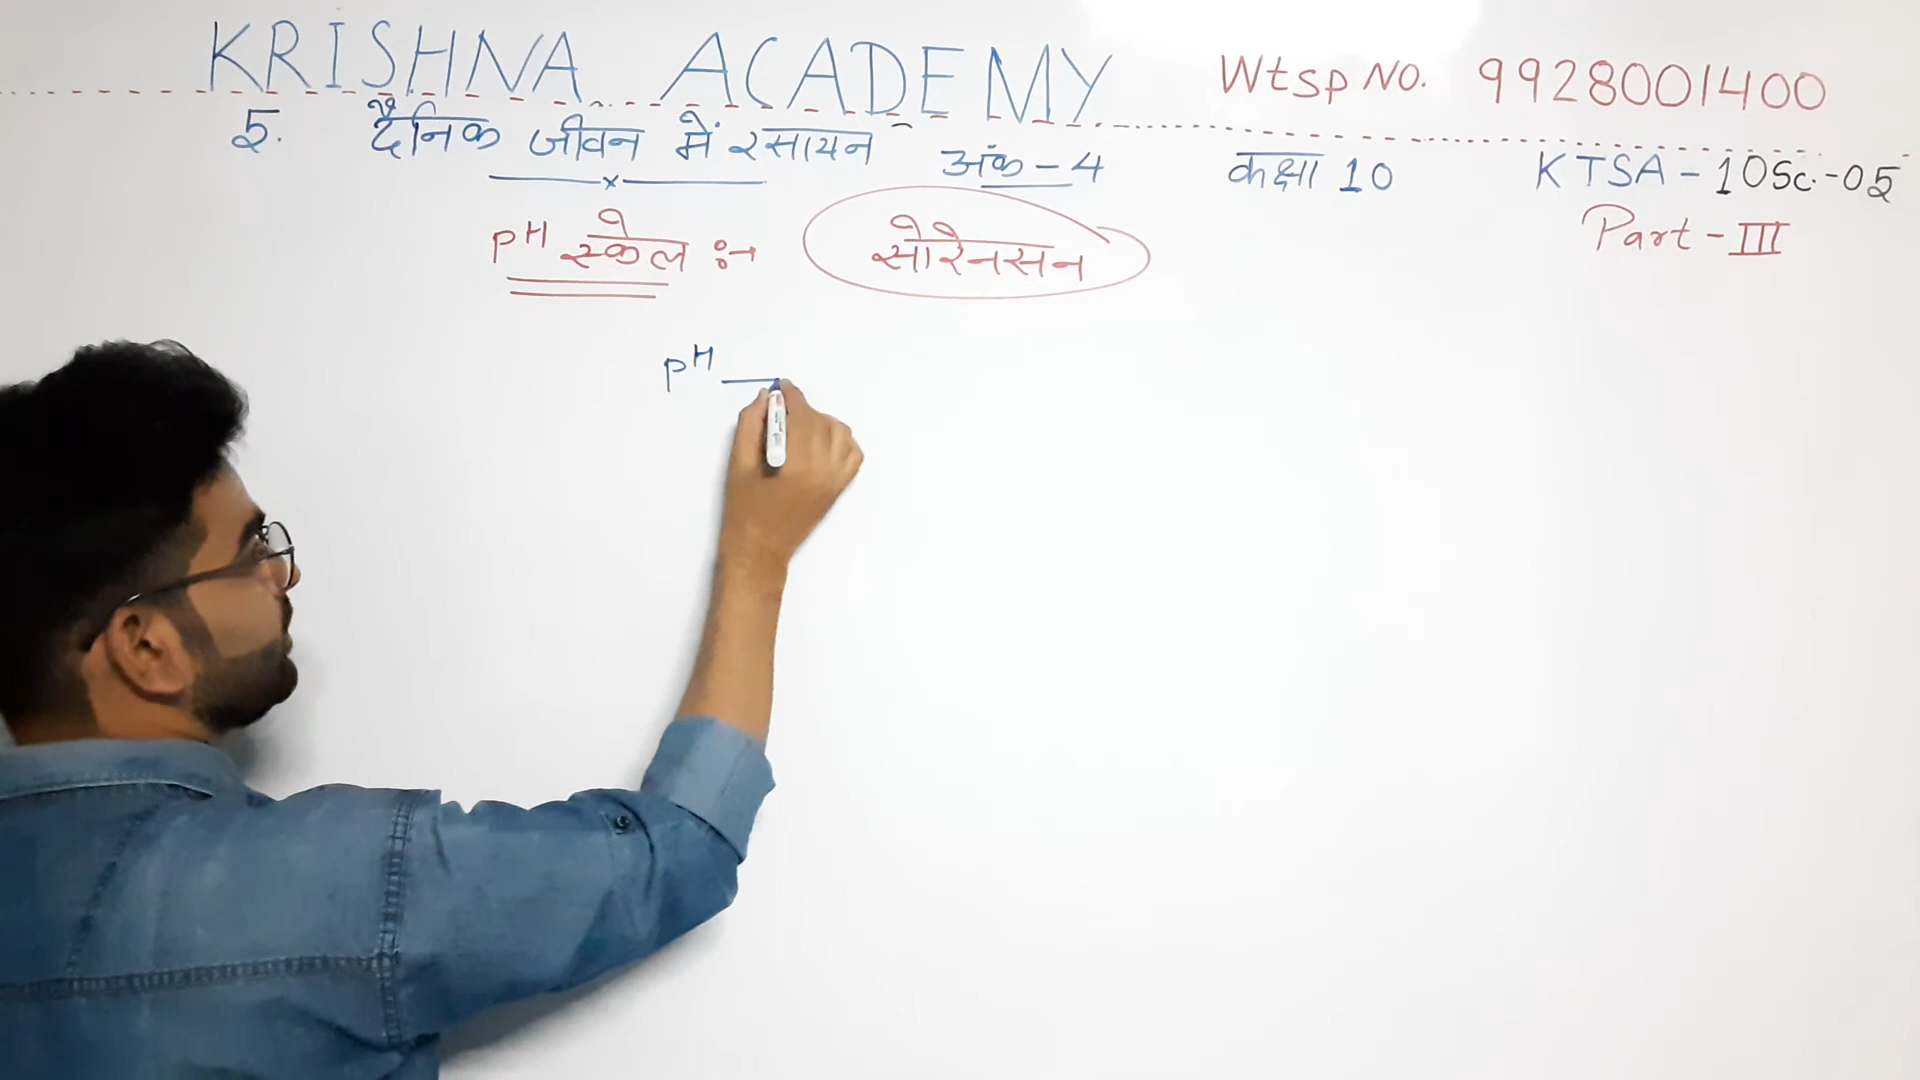 KRISHNA ACADEMY Wtsp NO. 9928001400
5. दैनिक जीवन में रसायन अंक - 4 कक्षा 10 KTSA - 10Sc. - 05
pH स्केल :→ सोरेनसन Part - III
pH